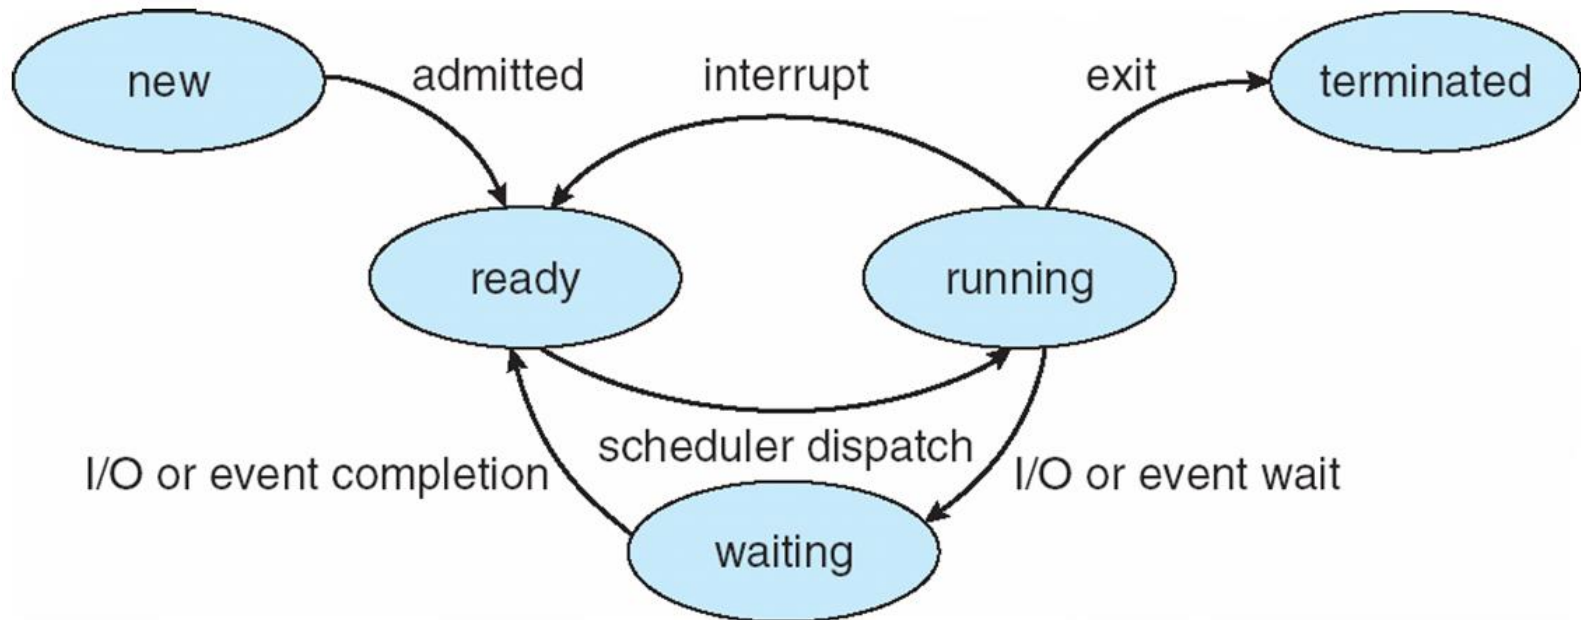 new
admitted
interrupt
exit
terminated
ready
running
scheduler dispatch
I/O or event completion
I/O or event wait
waiting